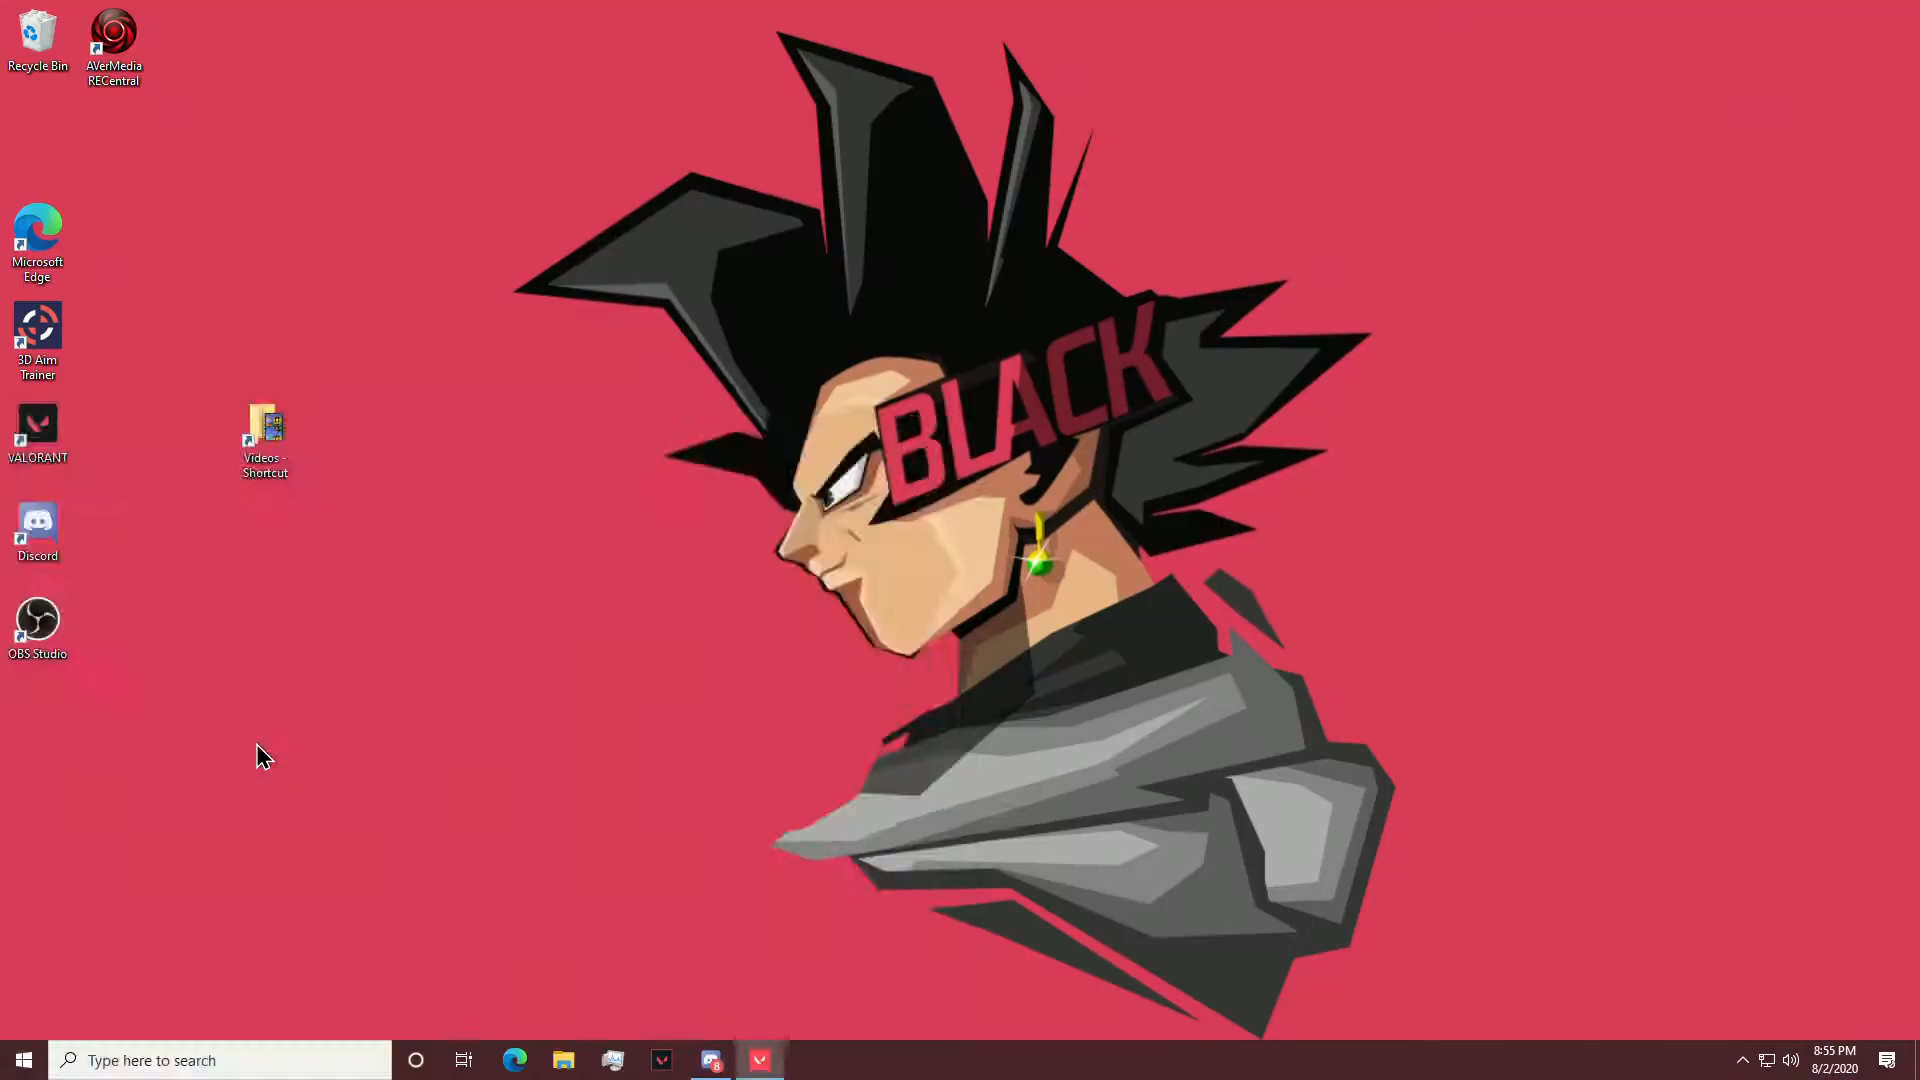 Recycle Bin
AVerMedia
RECentral
Microsoft
Edge
3D Aim
Trainer
VALORANT
Videos -
Shortcut
Discord
OBS Studio
BLACK
Type here to search
8
8:55 PM
8/2/2020